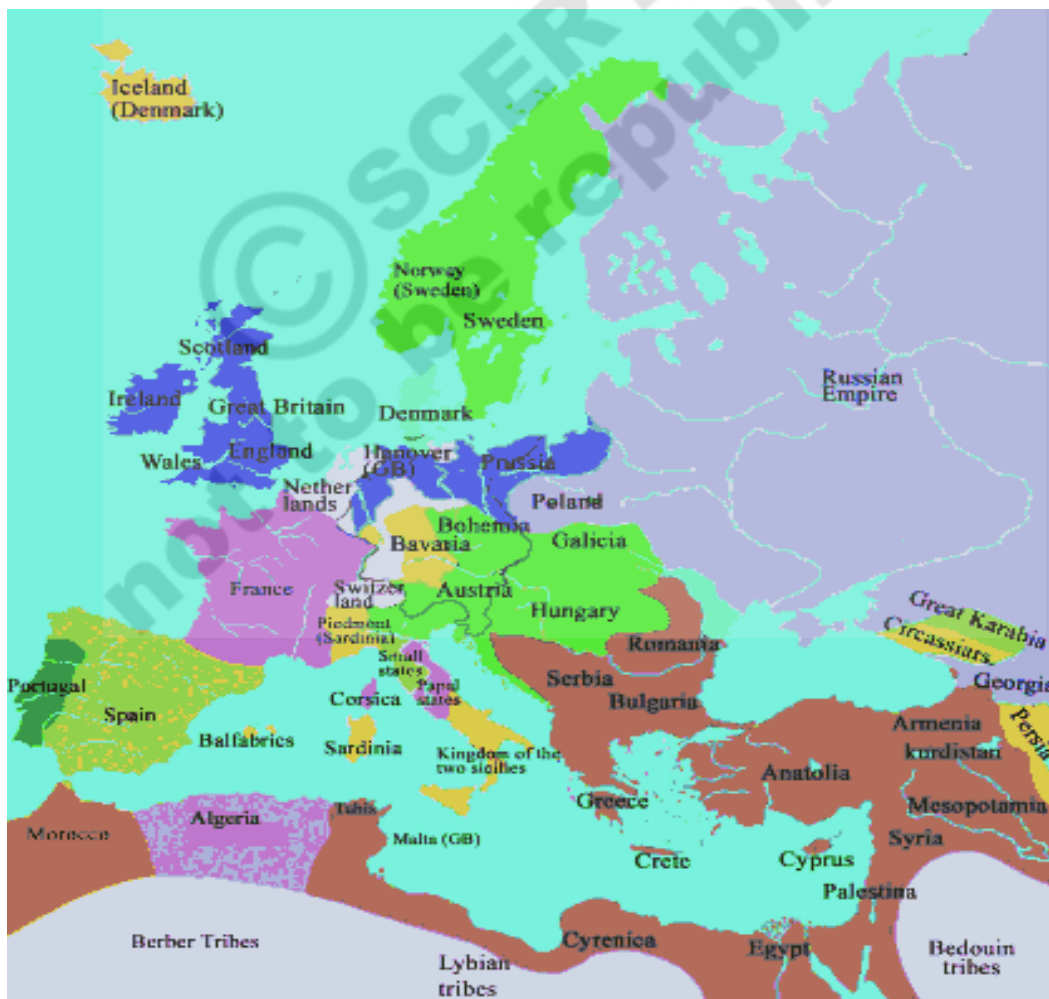 © SCERT
not to be republi
Iceland
(Denmark)
Norway
(Sweden)
Sweden
Scotland
Russian
Empire
Ireland
Great Britain
Denmark
England
Hanover
(GB)
Wales
Prussia
Nether
lands
Poland
Bohemia
Bavaria
Galicia
France
Switzer
land
Austria
Hungary
Great Karabia
Piedmont
(Sardinia)
Circassiars
Romania
Small
states
Portugal
Serbia
Georgia
Corsica
Papal
states
Bulgaria
Spain
Persia
Armenia
Balfabrics
Sardinia
kurdistan
Kingdom of the
two sicilies
Anatolia
Greece
Mesopotamia
Algeria
Tunis
Morocco
Malta (GB)
Syria
Crete
Cyprus
Palestina
Berber Tribes
Cyrenica
Egypt
Bedouin
tribes
Lybian
tribes